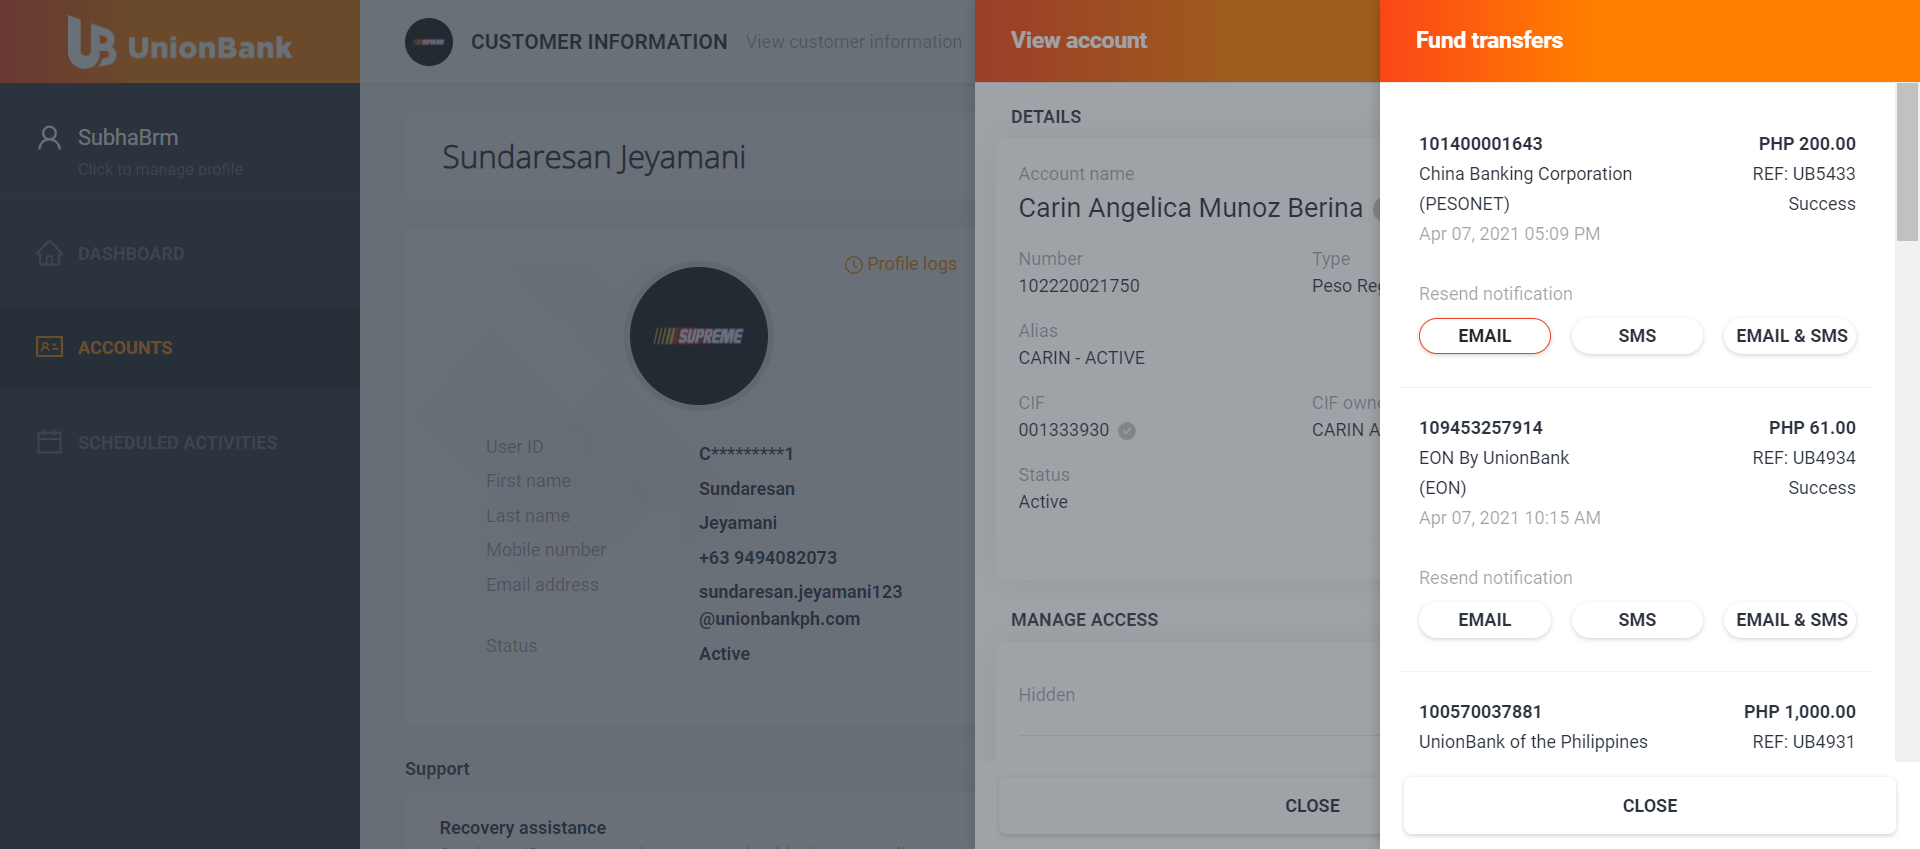 UB UnionBank
SubhaBrm
Click to manage profile
DASHBOARD
ACCOUNTS
SCHEDULED ACTIVITIES
SUPREME
CUSTOMER INFORMATION View customer information
Sundaresan Jeyamani
Profile logs
SUPREME
User ID C*********1
First name Sundaresan
Last name Jeyamani
Mobile number +63 9494082073
Email address sundaresan.jeyamani123
@unionbankph.com
Status Active
Support
Recovery assistance
View account
DETAILS
Account name
Carin Angelica Munoz Berina
Number Type
102220021750 Peso Reg
Alias
CARIN - ACTIVE
CIF CIF owne
001333930 CARIN A
Status
Active
MANAGE ACCESS
Hidden
CLOSE
Fund transfers
101400001643 PHP 200.00
China Banking Corporation REF: UB5433
(PESONET) Success
Apr 07, 2021 05:09 PM
Resend notification
EMAIL SMS EMAIL & SMS
109453257914 PHP 61.00
EON By UnionBank REF: UB4934
(EON) Success
Apr 07, 2021 10:15 AM
Resend notification
EMAIL SMS EMAIL & SMS
100570037881 PHP 1,000.00
UnionBank of the Philippines REF: UB4931
CLOSE